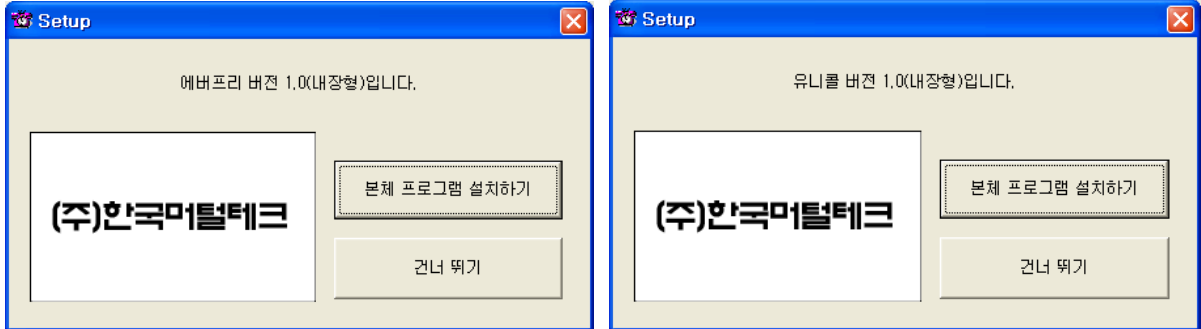 Setup
에버프리 버전 1.0(내장형)입니다.
(주)한국머털테크
본체 프로그램 설치하기
건너 뛰기
Setup
유니콜 버전 1.0(내장형)입니다.
(주)한국머털테크
본체 프로그램 설치하기
건너 뛰기